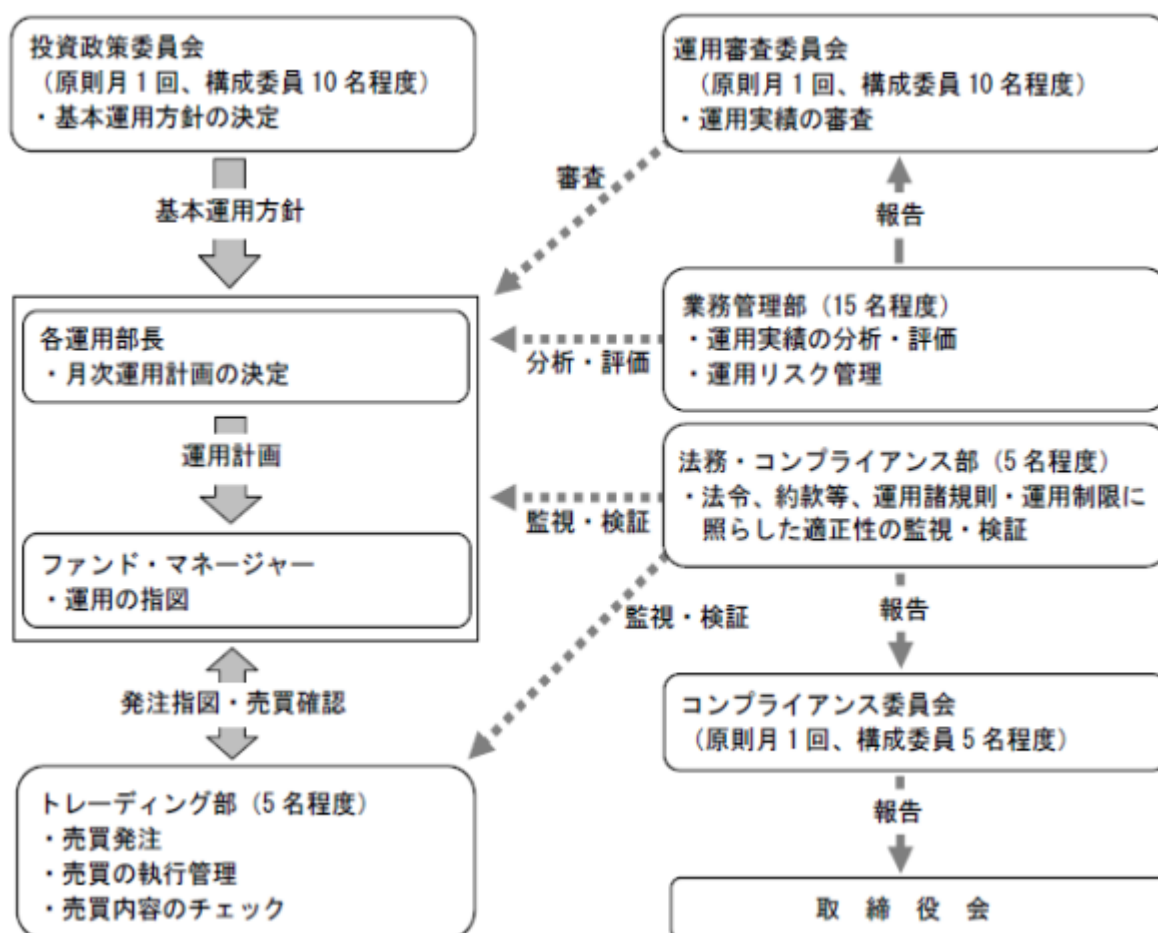 投資政策委員会
(原則月1回、構成委員10名程度)
・基本運用方針の決定
基本運用方針
各運用部長
・月次運用計画の決定
運用計画
ファンド・マネージャー
・運用の指図
発注指図・売買確認
トレーディング部(5名程度)
・売買発注
・売買の執行管理
・売買内容のチェック
運用審査委員会
(原則月1回、構成委員10名程度)
・運用実績の審査
審査
報告
業務管理部(15名程度)
・運用実績の分析・評価
・運用リスク管理
分析・評価
法務・コンプライアンス部(5名程度)
・法令、約款等、運用諸規則・運用制限に
照らした適正性の監視・検証
監視・検証
監視・検証
報告
コンプライアンス委員会
(原則月1回、構成委員5名程度)
報告
取締役会